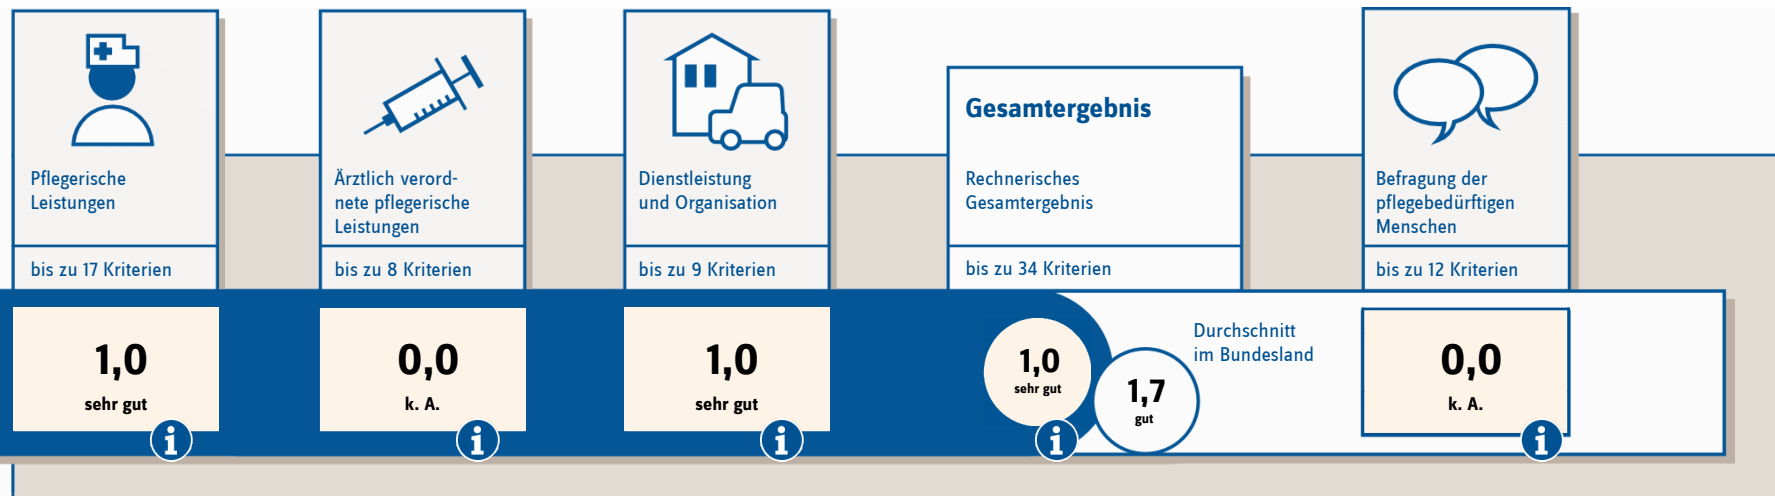 Pflegerische
Leistungen
bis zu 17 Kriterien
1,0
sehr gut
i
Ärztlich verord-
nete pflegerische
Leistungen
bis zu 8 Kriterien
0,0
k. A.
i
Dienstleistung
und Organisation
bis zu 9 Kriterien
1,0
sehr gut
i
Gesamtergebnis
Rechnerisches
Gesamtergebnis
bis zu 34 Kriterien
1,0
sehr gut
i
1,7
gut
Durchschnitt
im Bundesland
Befragung der
pflegebedürftigen
Menschen
bis zu 12 Kriterien
0,0
k. A.
i